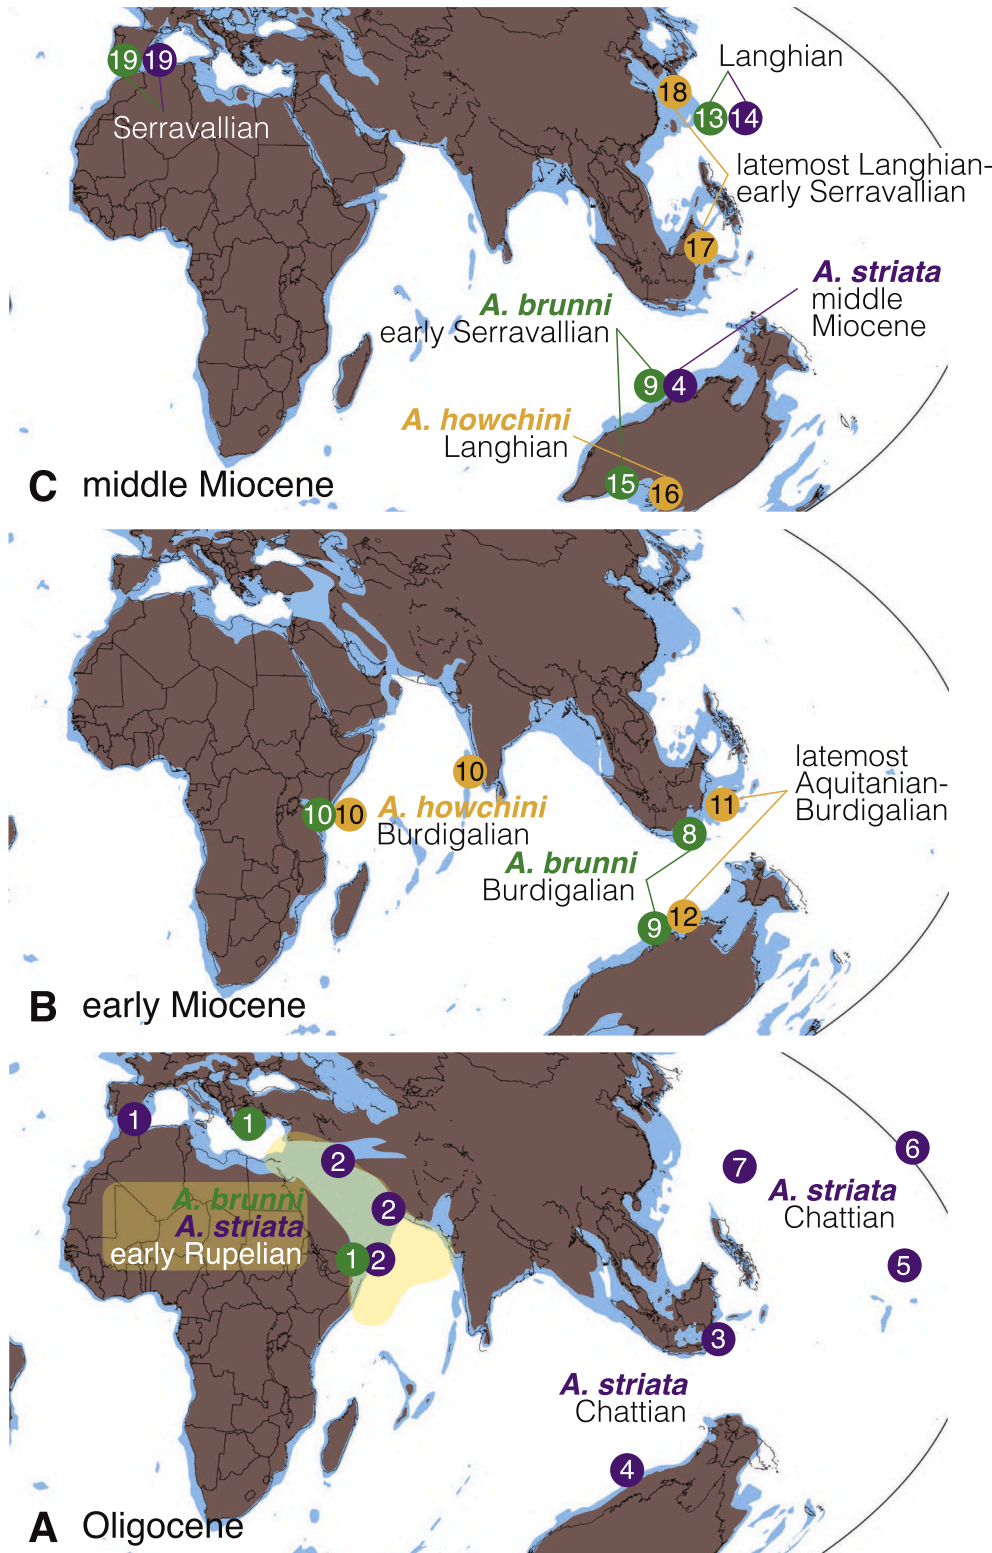 19 19
Serravallian
Langhian
18
13 14
latemost Langhian-
early Serravallian
17
A. striata
middle
Miocene
A. brunni
early Serravallian
9 4
A. howchini
Langhian
15 16
C middle Miocene
latemost
Aquitanian-
Burdigalian
10
10 10
A. howchini
Burdigalian
11
8
A. brunni
Burdigalian
9 12
B early Miocene
1 1
2
7
6
A. striata
Chattian
2
A. brunni
A. striata
early Rupelian
1 2
5
3
A. striata
Chattian
4
A Oligocene